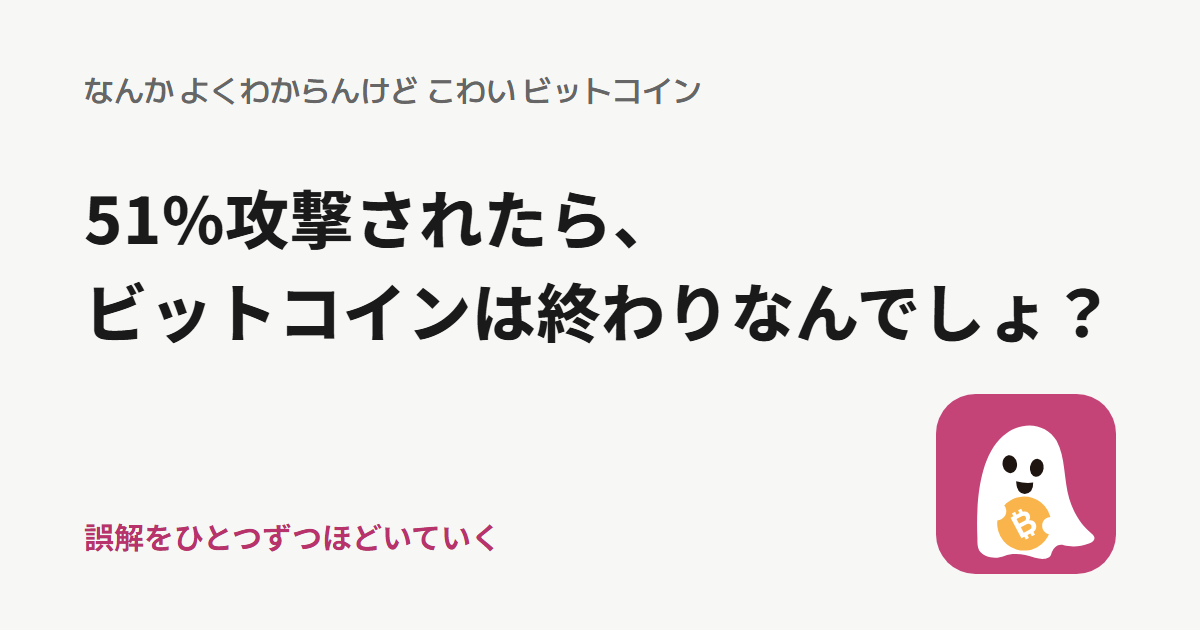 なんか よくわからんけど こわい ビットコイン
51%攻撃されたら、
ビットコインは終わりなんでしょ？
誤解をひとつずつほどいていく